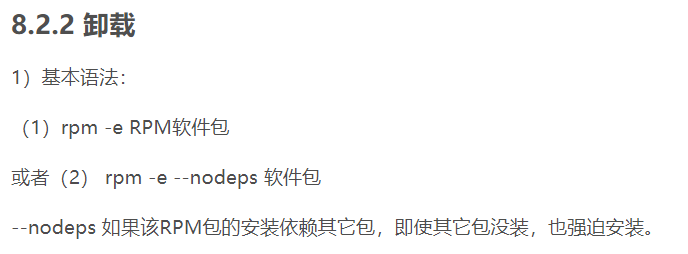 8.2.2 卸载
1）基本语法：
（1）rpm -e RPM软件包
或者（2） rpm -e --nodeps 软件包
--nodeps 如果该RPM包的安装依赖其它包，即使其它包没装，也强迫安装。